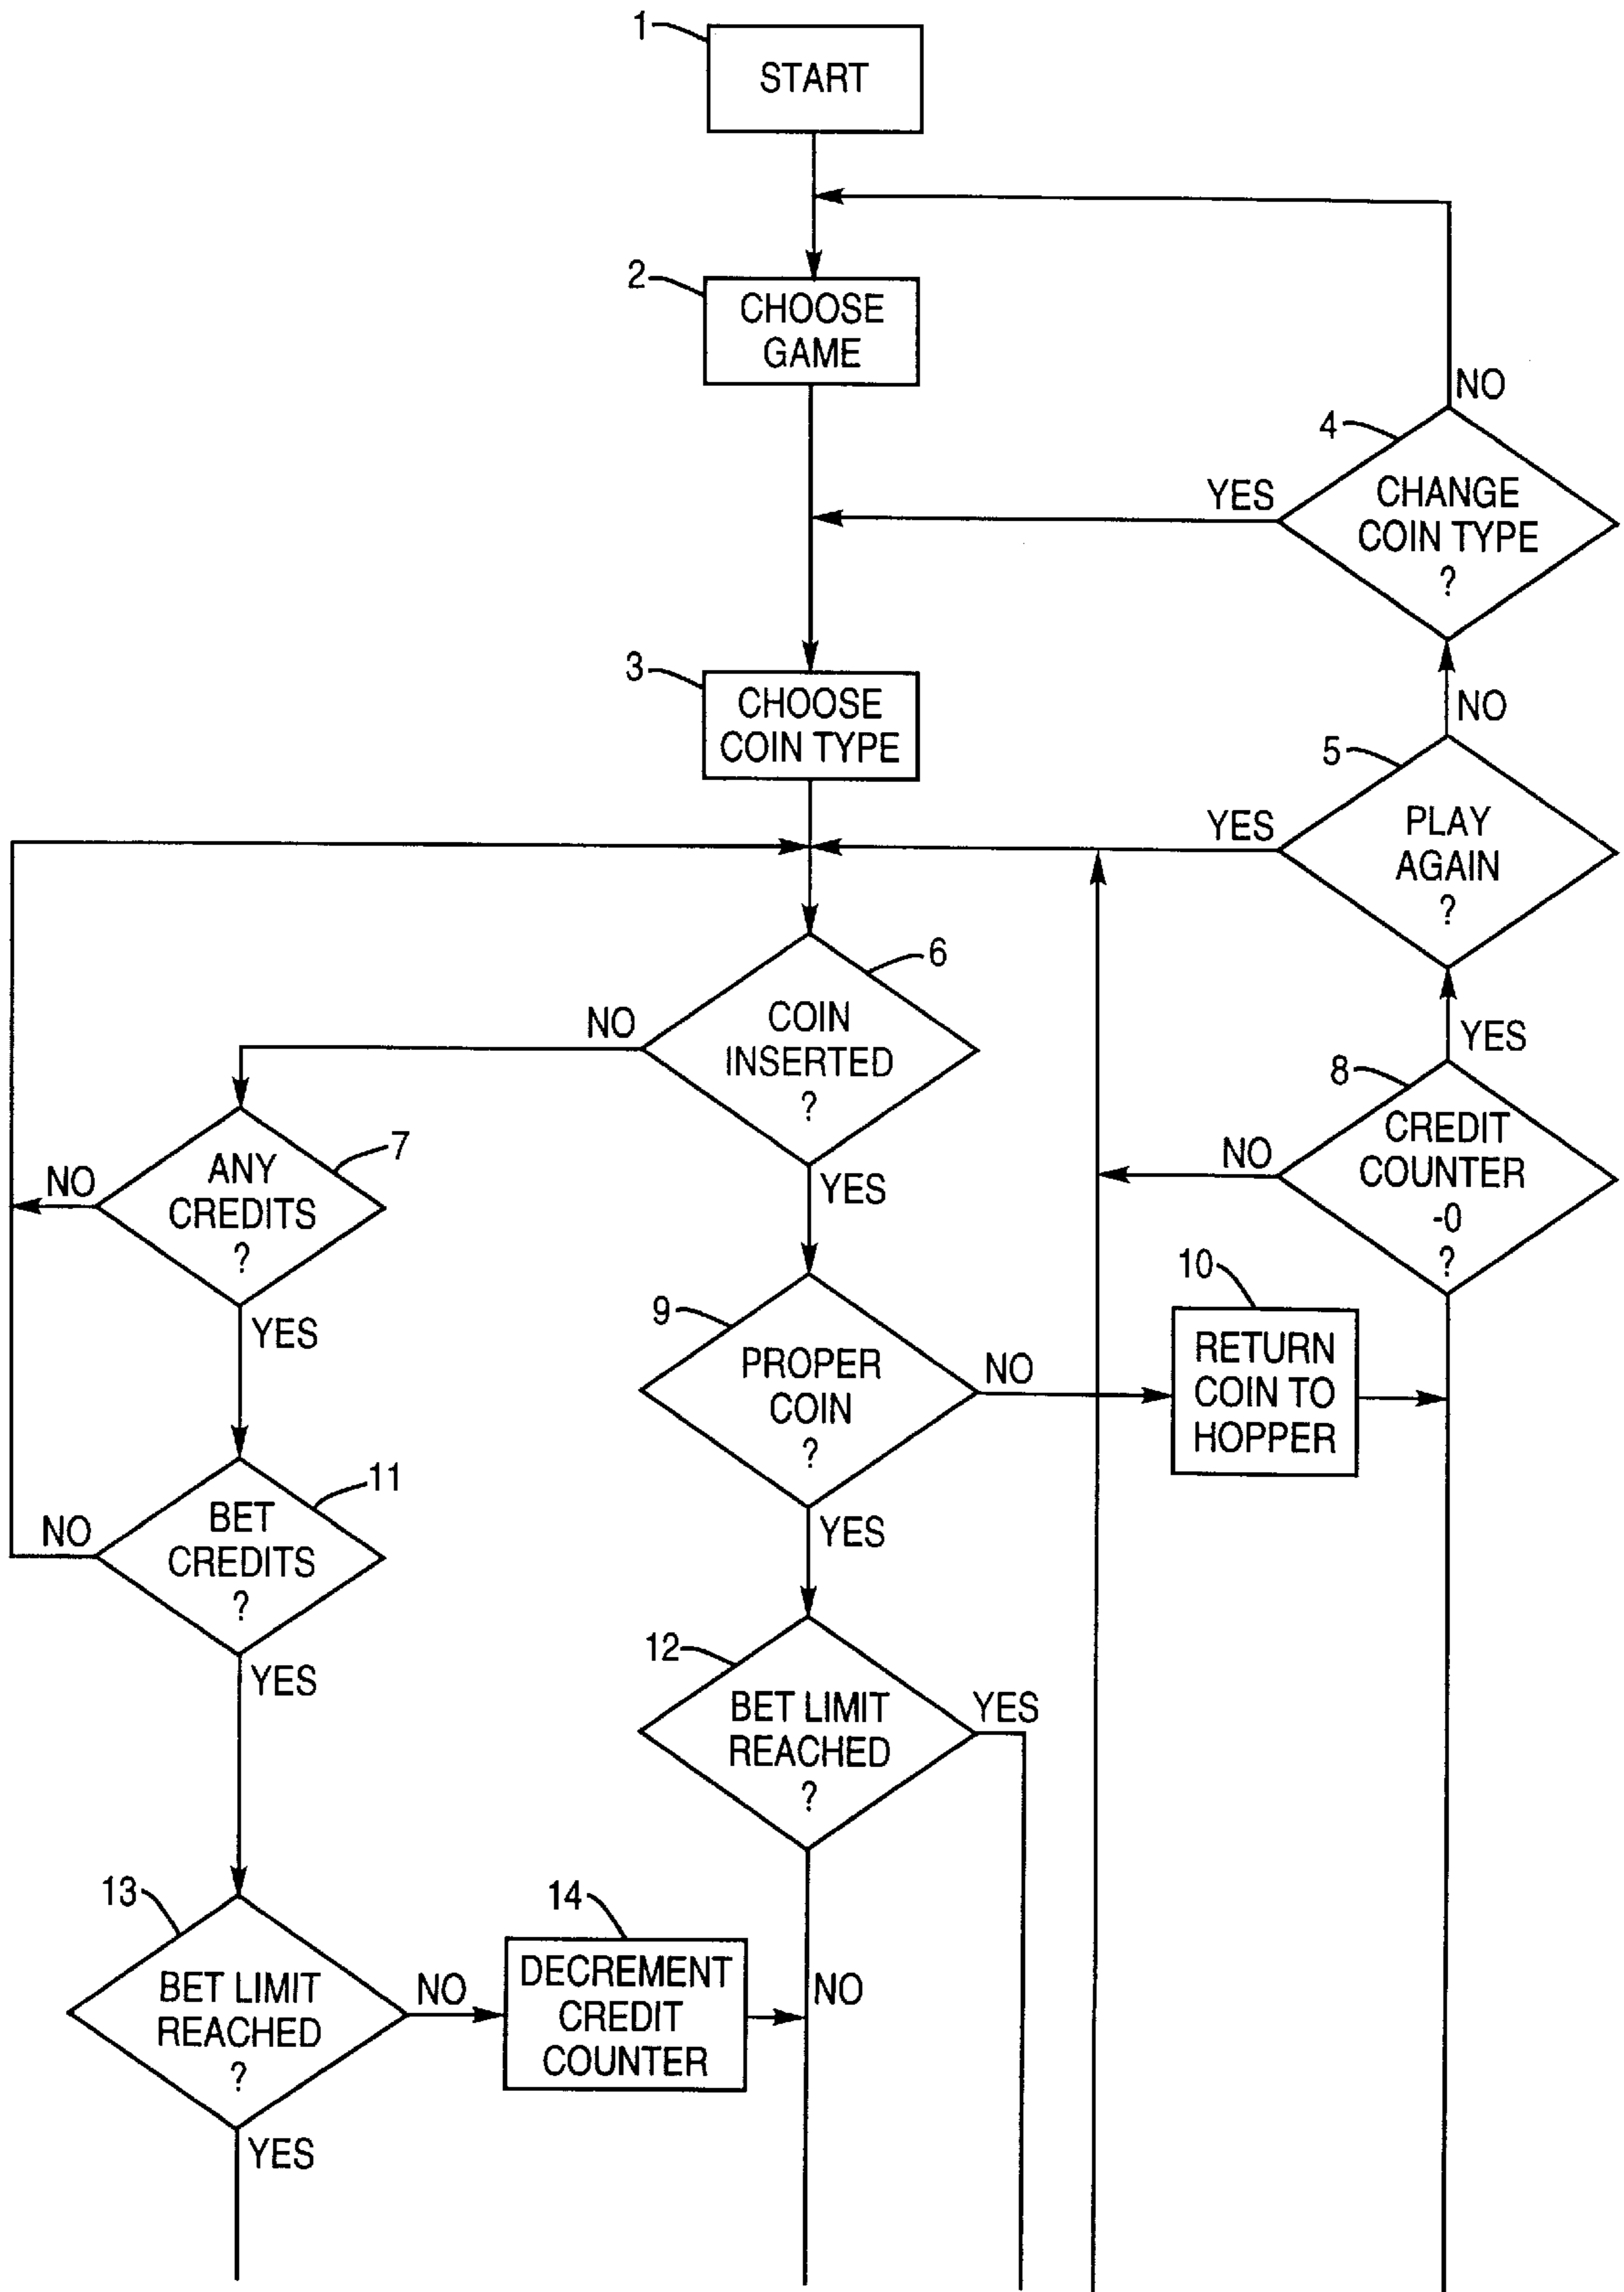 1
START
2
CHOOSE
GAME
NO
4
CHANGE
COIN TYPE
?
YES
3
CHOOSE
COIN TYPE
NO
5
PLAY
AGAIN
?
YES
6
COIN
INSERTED
?
NO
YES
YES
8
CREDIT
COUNTER
-0
?
NO
7
ANY
CREDITS
?
NO
YES
9
PROPER
COIN
?
NO
YES
10
RETURN
COIN TO
HOPPER
11
BET
CREDITS
?
NO
YES
12
BET LIMIT
REACHED
?
YES
NO
13
BET LIMIT
REACHED
?
NO
YES
14
DECREMENT
CREDIT
COUNTER